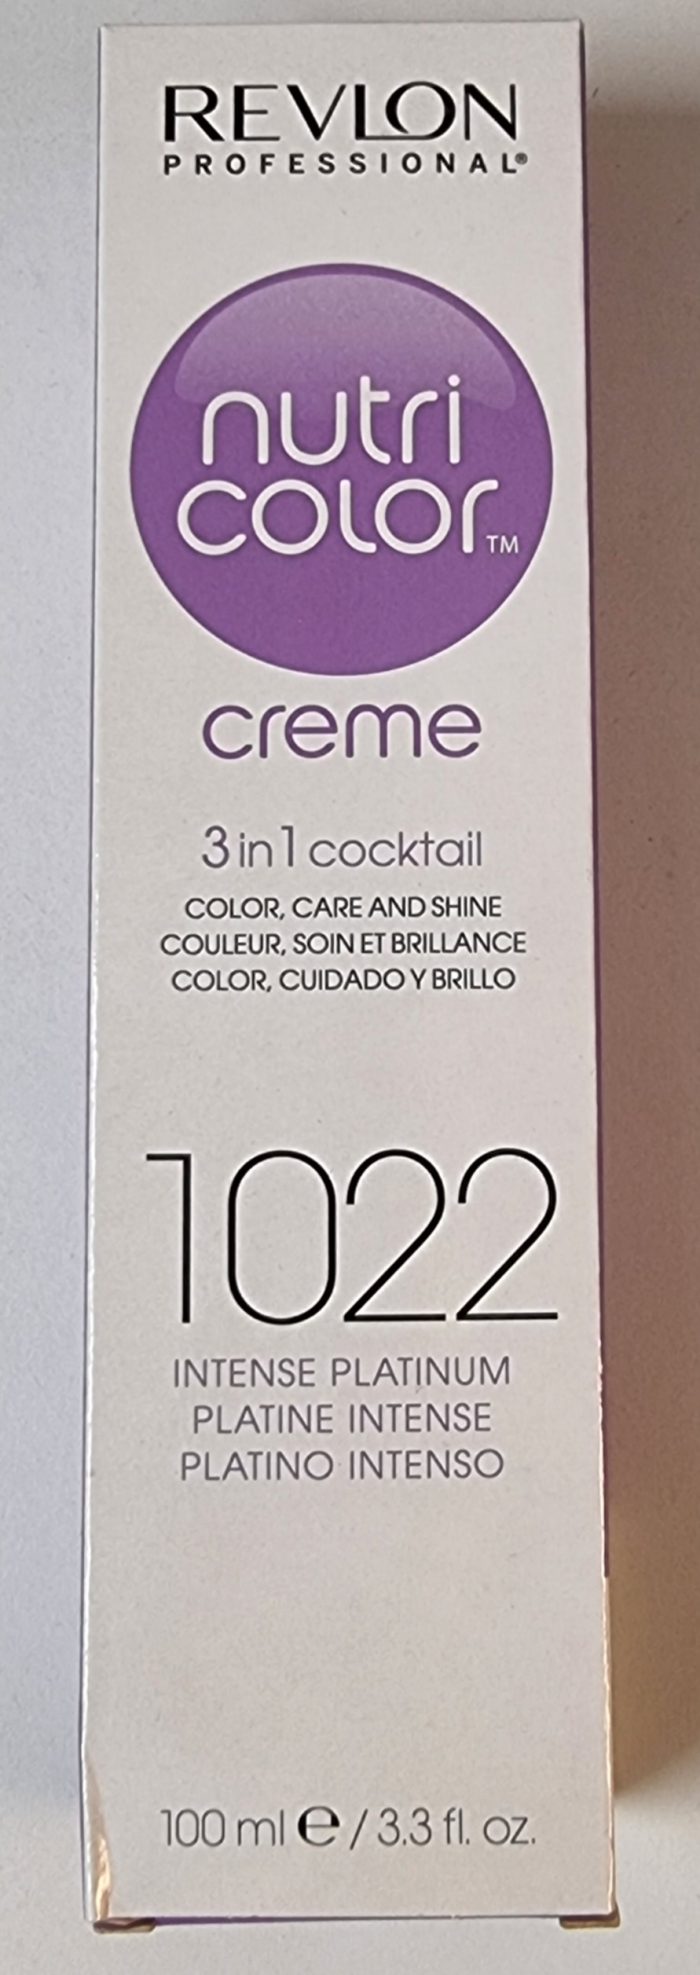 REVLON
PROFESSIONAL®
nutri
color™
creme
3 in 1 cocktail
COLOR, CARE AND SHINE
COULEUR, SOIN ET BRILLANCE
COLOR, CUIDADO Y BRILLO
1022
INTENSE PLATINUM
PLATINE INTENSE
PLATINO INTENSO
100 ml ℮ / 3.3 fl. oz.